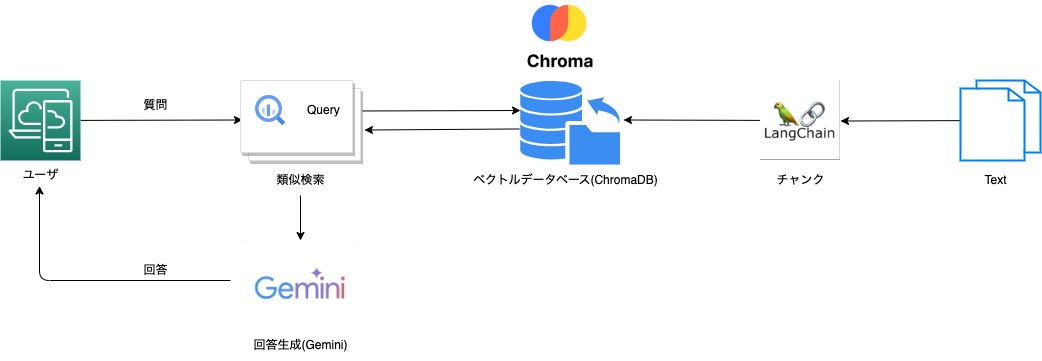 Chroma
質問
Query
LangChain
ユーザ
類似検索
ベクトルデータベース(ChromaDB)
チャンク
Text
回答
Gemini
回答生成(Gemini)